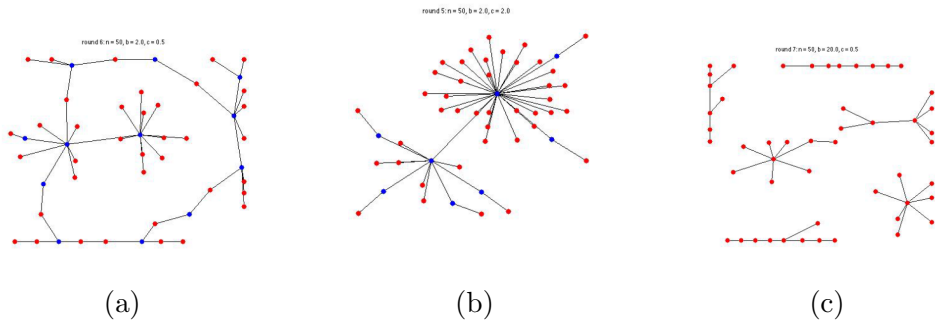 round 6: n = 50, b = 2.0, c = 0.5
round 5: n = 50, b = 2.0, c = 2.0
round 7: n = 50, b = 20.0, c = 0.5
(a)
(b)
(c)